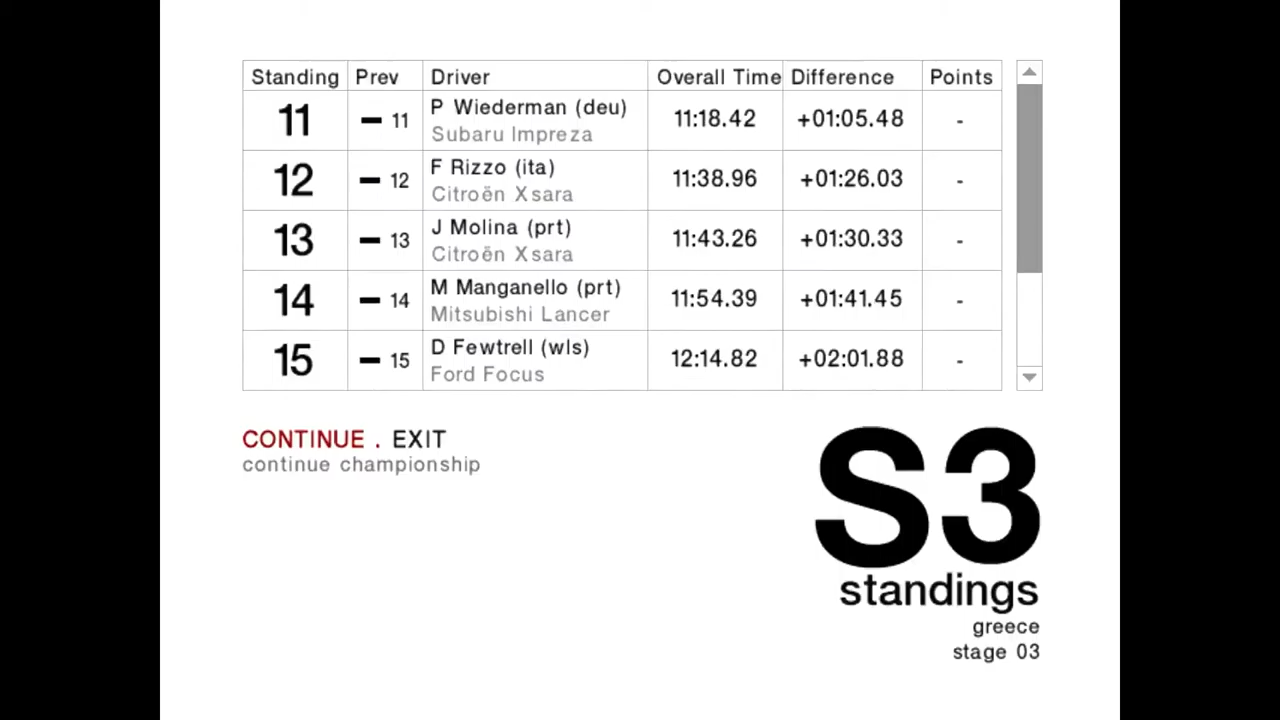 Standing Prev Driver Overall Time Difference Points
11 – 11 P Wiederman (deu) 11:18.42 +01:05.48 -
Subaru Impreza
12 – 12 F Rizzo (ita) 11:38.96 +01:26.03 -
Citroën Xsara
13 – 13 J Molina (prt) 11:43.26 +01:30.33 -
Citroën Xsara
14 – 14 M Manganello (prt) 11:54.39 +01:41.45 -
Mitsubishi Lancer
15 – 15 D Fewtrell (wls) 12:14.82 +02:01.88 -
Ford Focus
CONTINUE . EXIT
continue championship
S3
standings
greece
stage 03